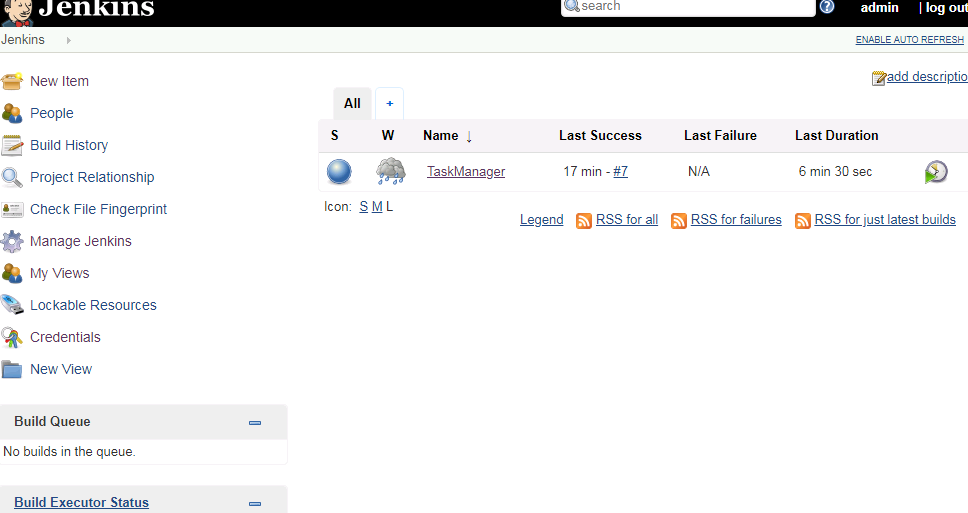 Jenkins
search
admin
| log out
Jenkins
ENABLE AUTO REFRESH
New Item
People
Build History
Project Relationship
Check File Fingerprint
Manage Jenkins
My Views
Lockable Resources
Credentials
New View
Build Queue
No builds in the queue.
Build Executor Status
add descriptio
All +
S W Name ↓ Last Success Last Failure Last Duration
TaskManager 17 min - #7 N/A 6 min 30 sec
Icon: S M L
Legend RSS for all RSS for failures RSS for just latest builds